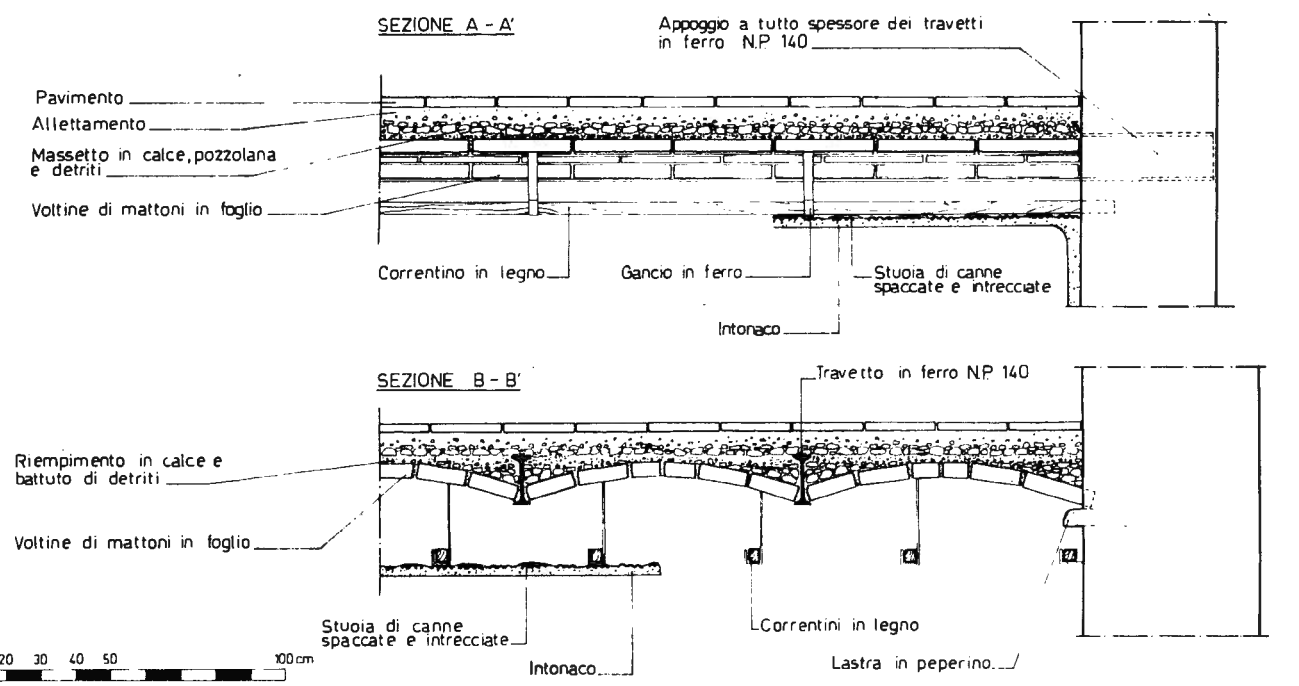 SEZIONE A - A'
Appoggio a tutto spessore dei travetti
in ferro N.P. 140
Pavimento
Allettamento
Massetto in calce, pozzolana
e detriti
Voltine di mattoni in foglio
Correntino in legno
Gancio in ferro
Stuoia di canne
spaccate e intrecciate
Intonaco
SEZIONE B - B'
Travetto in ferro N.P. 140
Riempimento in calce e
battuto di detriti
Voltine di mattoni in foglio
Stuoia di canne
spaccate e intrecciate
Intonaco
Correntini in legno
Lastra in peperino
20 30 40 50 100 cm